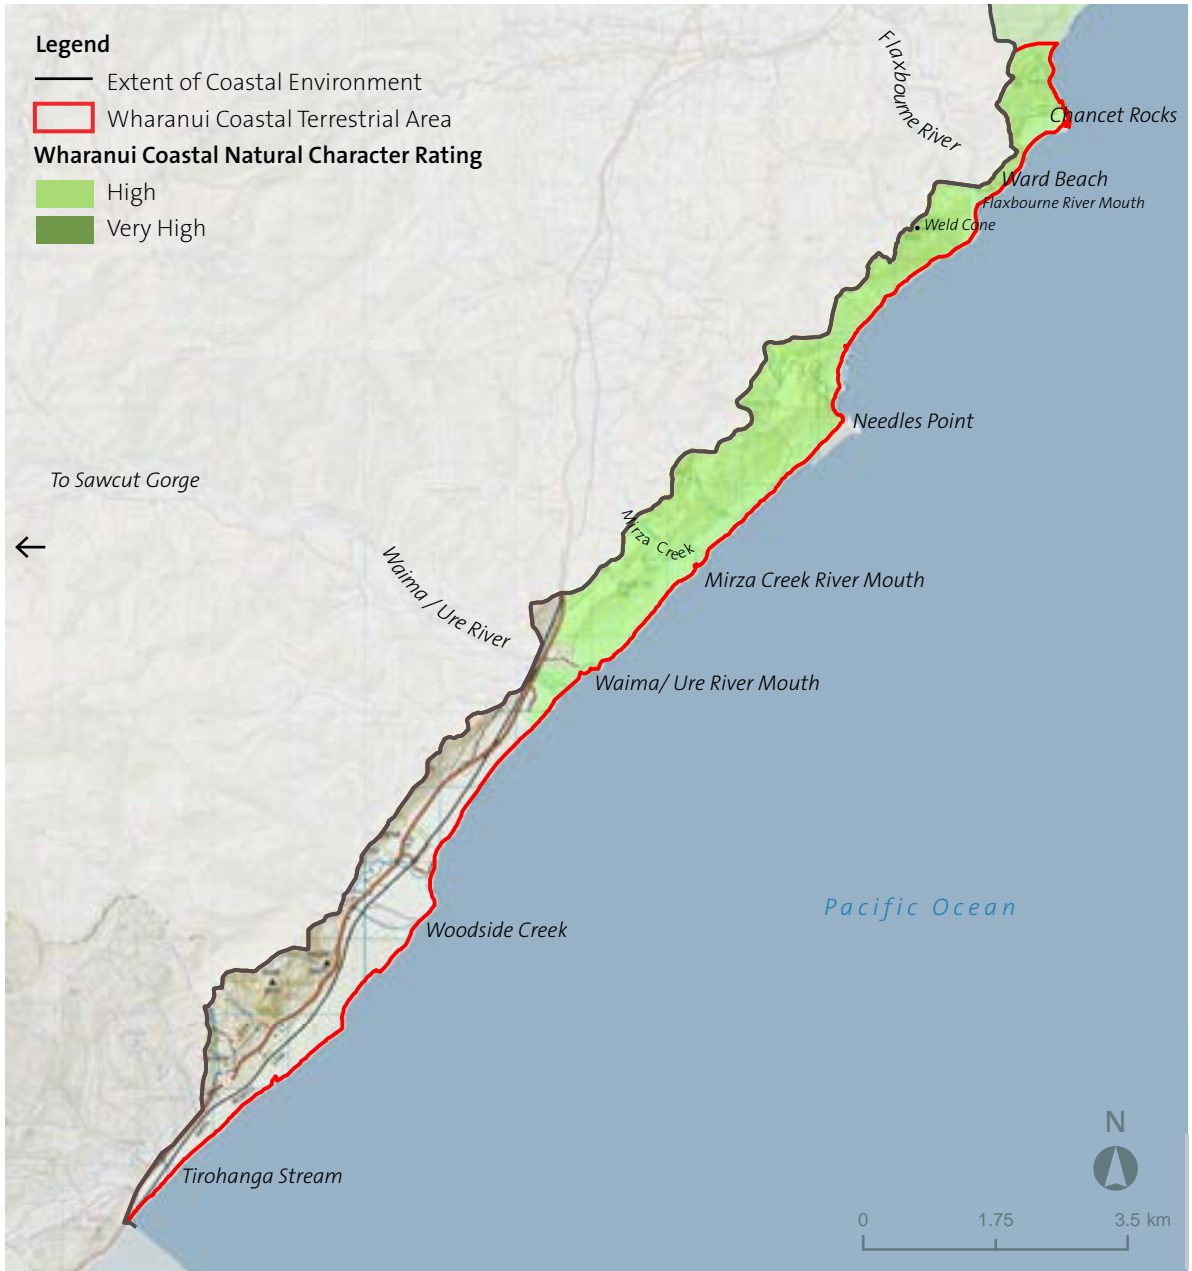 Legend
Extent of Coastal Environment
Wharanui Coastal Terrestrial Area
Wharanui Coastal Natural Character Rating
High
Very High
Flaxbourne River
Chancet Rocks
Ward Beach
Flaxbourne River Mouth
Weld Cone
Needles Point
To Sawcut Gorge
Mirza Creek
Waima / Ure River
Mirza Creek River Mouth
Waima/ Ure River Mouth
Pacific Ocean
Woodside Creek
Tirohanga Stream
N
0 1.75 3.5 km